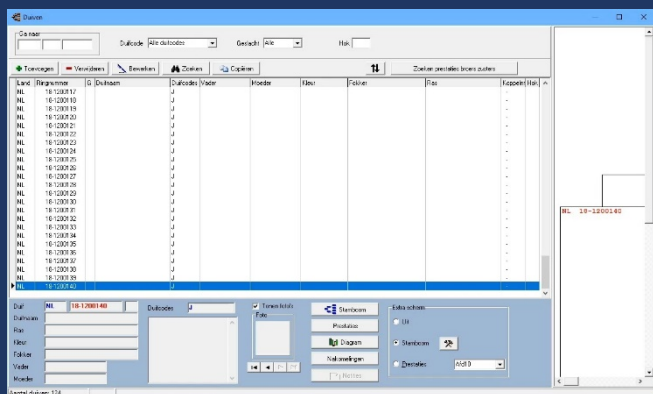 Duiven
Ga naar
Duifcode Alle duifcodes Geslacht Alle Hok
Toevoegen Verwijderen Bewerken Zoeken Copiëren Zoeken prestaties broers zusters
Land Ringnummer G Duifnaam Duifcodes Vader Moeder Kleur Fokker Ras Koppelnr Hok
NL 18-1200117 J -
NL 18-1200118 J -
NL 18-1200119 J -
NL 18-1200120 J -
NL 18-1200121 J -
NL 18-1200122 J -
NL 18-1200123 J -
NL 18-1200124 J -
NL 18-1200125 J -
NL 18-1200126 J -
NL 18-1200127 J -
NL 18-1200128 J -
NL 18-1200129 J -
NL 18-1200130 J -
NL 18-1200131 J -
NL 18-1200132 J -
NL 18-1200133 J -
NL 18-1200134 J -
NL 18-1200135 J -
NL 18-1200136 J -
NL 18-1200137 J -
NL 18-1200138 J -
NL 18-1200139 J -
NL 18-1200140 J -
NL 18-1200140
Duif NL 18-1200140 Duifcodes J Tonen foto's Stamboom Extra scherm
Duifnaam Foto Uit
Ras Prestaties
Kleur Diagram Stamboom
Fokker
Vader Nakomelingen Prestaties
Moeder Notities
Aantal duiven: 174